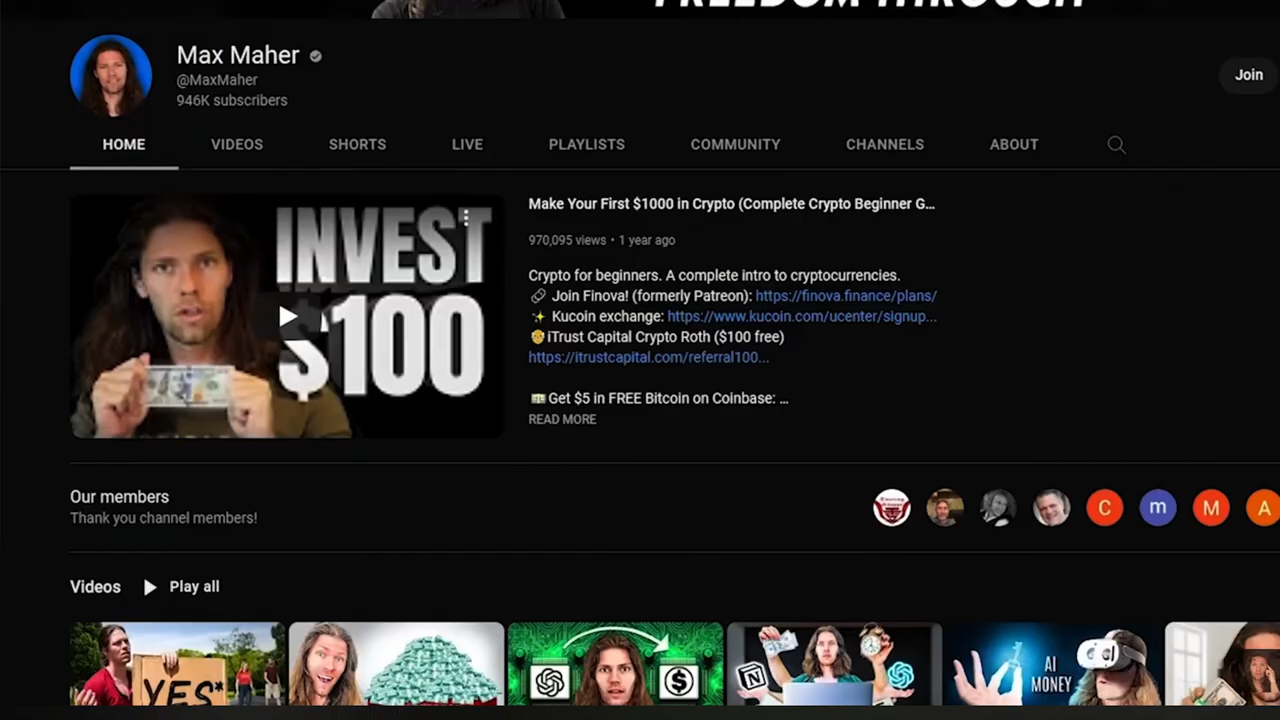 FREEDOM THROUGH
Max Maher
@MaxMaher
946K subscribers
Join
HOME VIDEOS SHORTS LIVE PLAYLISTS COMMUNITY CHANNELS ABOUT
INVEST
$100
Make Your First $1000 in Crypto (Complete Crypto Beginner G...
970,095 views • 1 year ago
Crypto for beginners. A complete intro to cryptocurrencies.
🔗 Join Finova! (formerly Patreon): https://finova.finance/plans/
✨ Kucoin exchange: https://www.kucoin.com/ucenter/signup...
👴iTrust Capital Crypto Roth ($100 free)
https://itrustcapital.com/referral100...
💵Get $5 in FREE Bitcoin on Coinbase: ...
READ MORE
Our members
Thank you channel members!
C m M A
Videos Play all
YES*
$
N
AI
MONEY